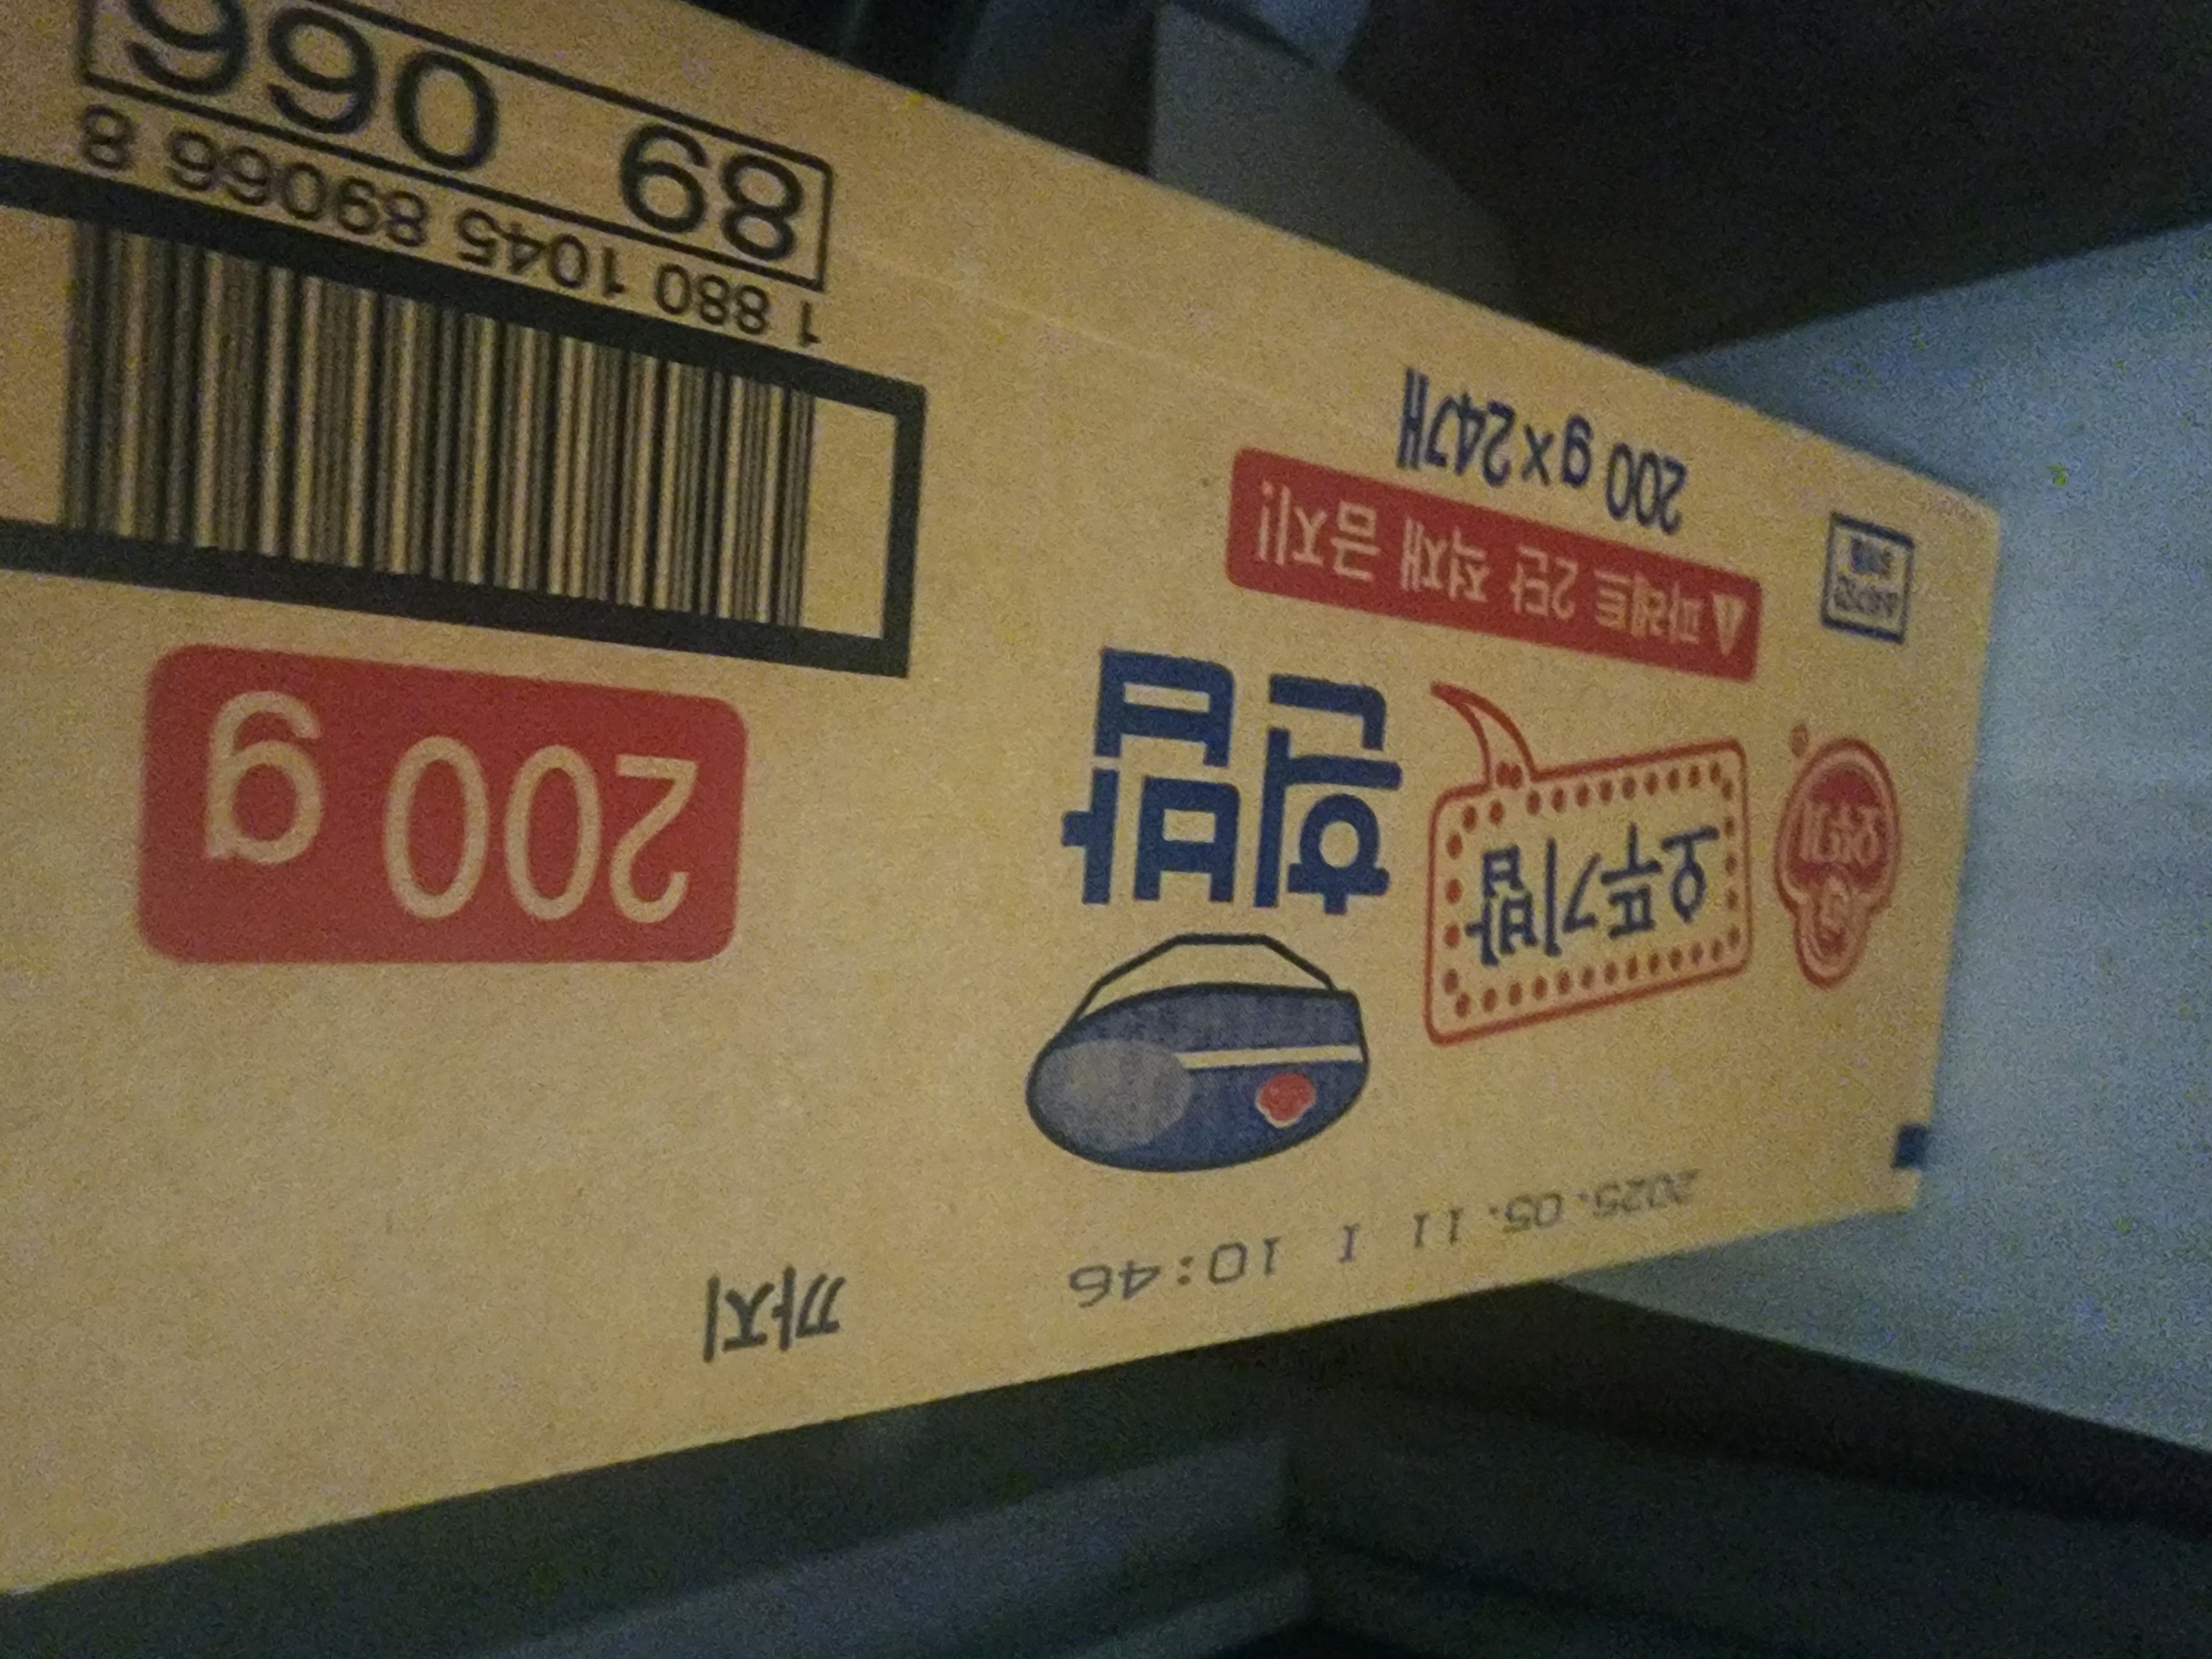 2025.05.11 I 10:46 까지
오뚜기
오뚜기밥
흰밥
200 g
파레트 2단 적재 금지!
200 g×24개
1 880 1045 89066 8
89 066